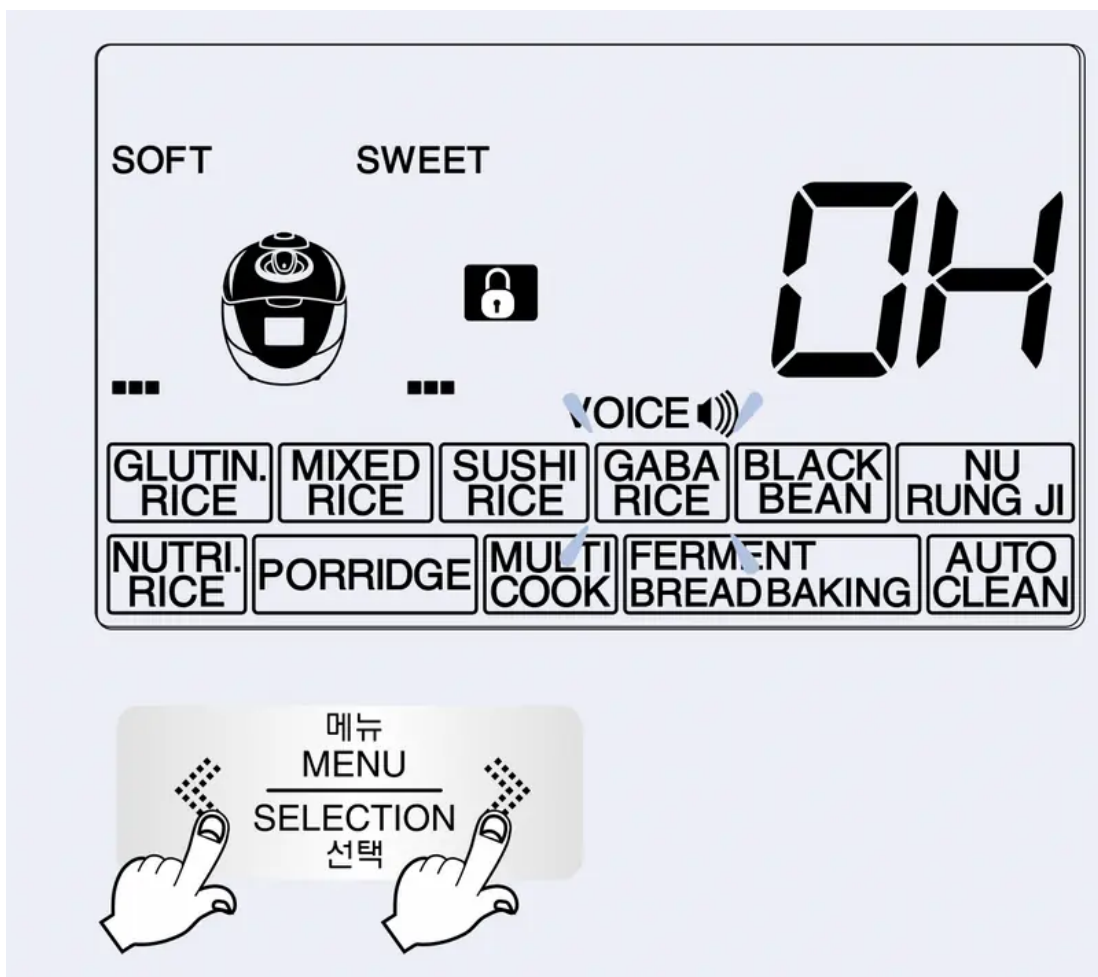 SOFT SWEET
0H
VOICE
GLUTIN. RICE
MIXED RICE
SUSHI RICE
GABA RICE
BLACK BEAN
NU RUNG JI
NUTRI. RICE
PORRIDGE
MULTI COOK
FERMENT BREAD BAKING
AUTO CLEAN
메뉴
MENU
SELECTION
선택